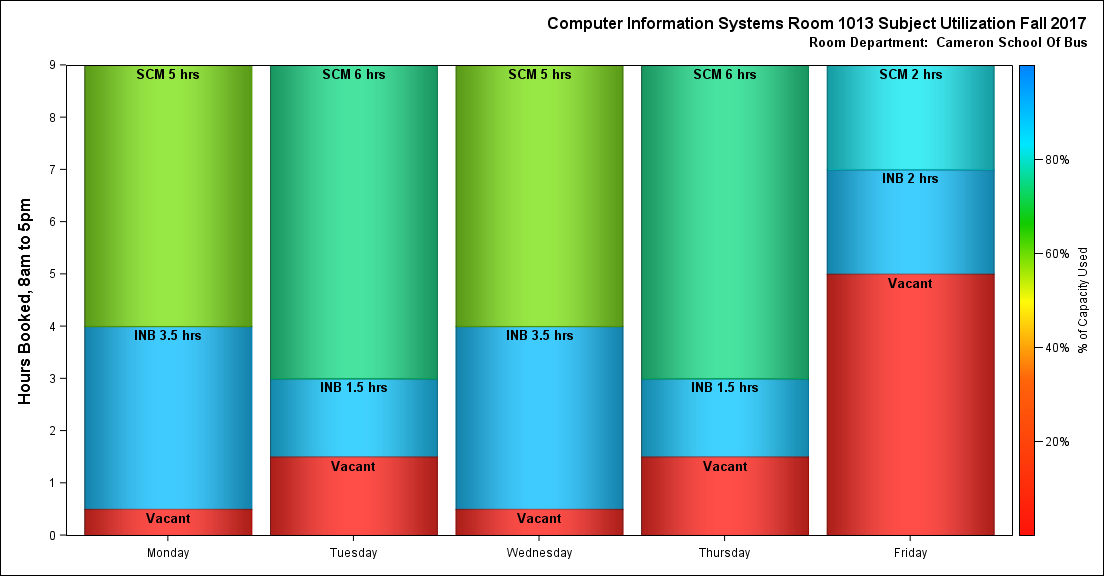 Computer Information Systems Room 1013 Subject Utilization Fall 2017
Room Department:  Cameron School Of Bus
Hours Booked, 8am to 5pm
9
8
7
6
5
4
3
2
1
0
SCM 5 hrs
INB 3.5 hrs
Vacant
SCM 6 hrs
INB 1.5 hrs
Vacant
SCM 5 hrs
INB 3.5 hrs
Vacant
SCM 6 hrs
INB 1.5 hrs
Vacant
SCM 2 hrs
INB 2 hrs
Vacant
Monday
Tuesday
Wednesday
Thursday
Friday
80%
60%
40%
20%
% of Capacity Used